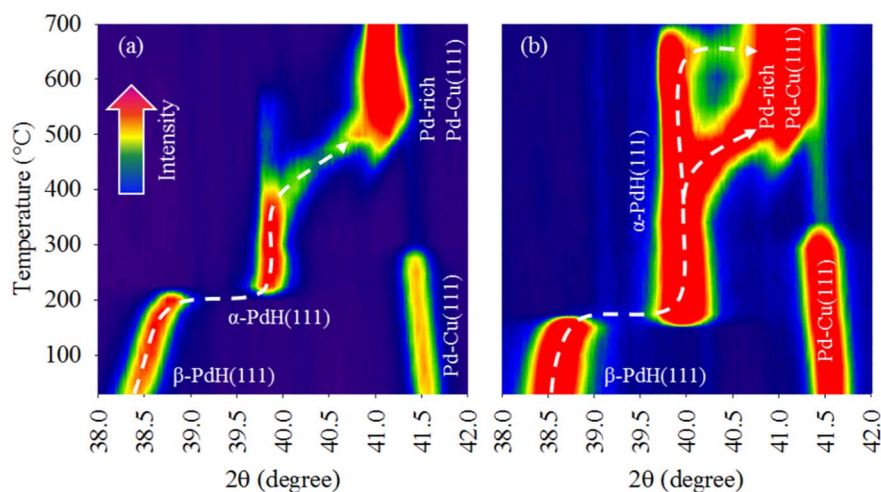 (a)
(b)
700
600
500
400
300
200
100
Temperature (°C)
Intensity
Pd-rich
Pd-Cu(111)
α-PdH(111)
β-PdH(111)
Pd-Cu(111)
Pd-rich
Pd-Cu(111)
α-PdH(111)
β-PdH(111)
Pd-Cu(111)
38.0
38.5
39.0
39.5
40.0
40.5
41.0
41.5
42.0
38.0
38.5
39.0
39.5
40.0
40.5
41.0
41.5
42.0
2θ (degree)
2θ (degree)